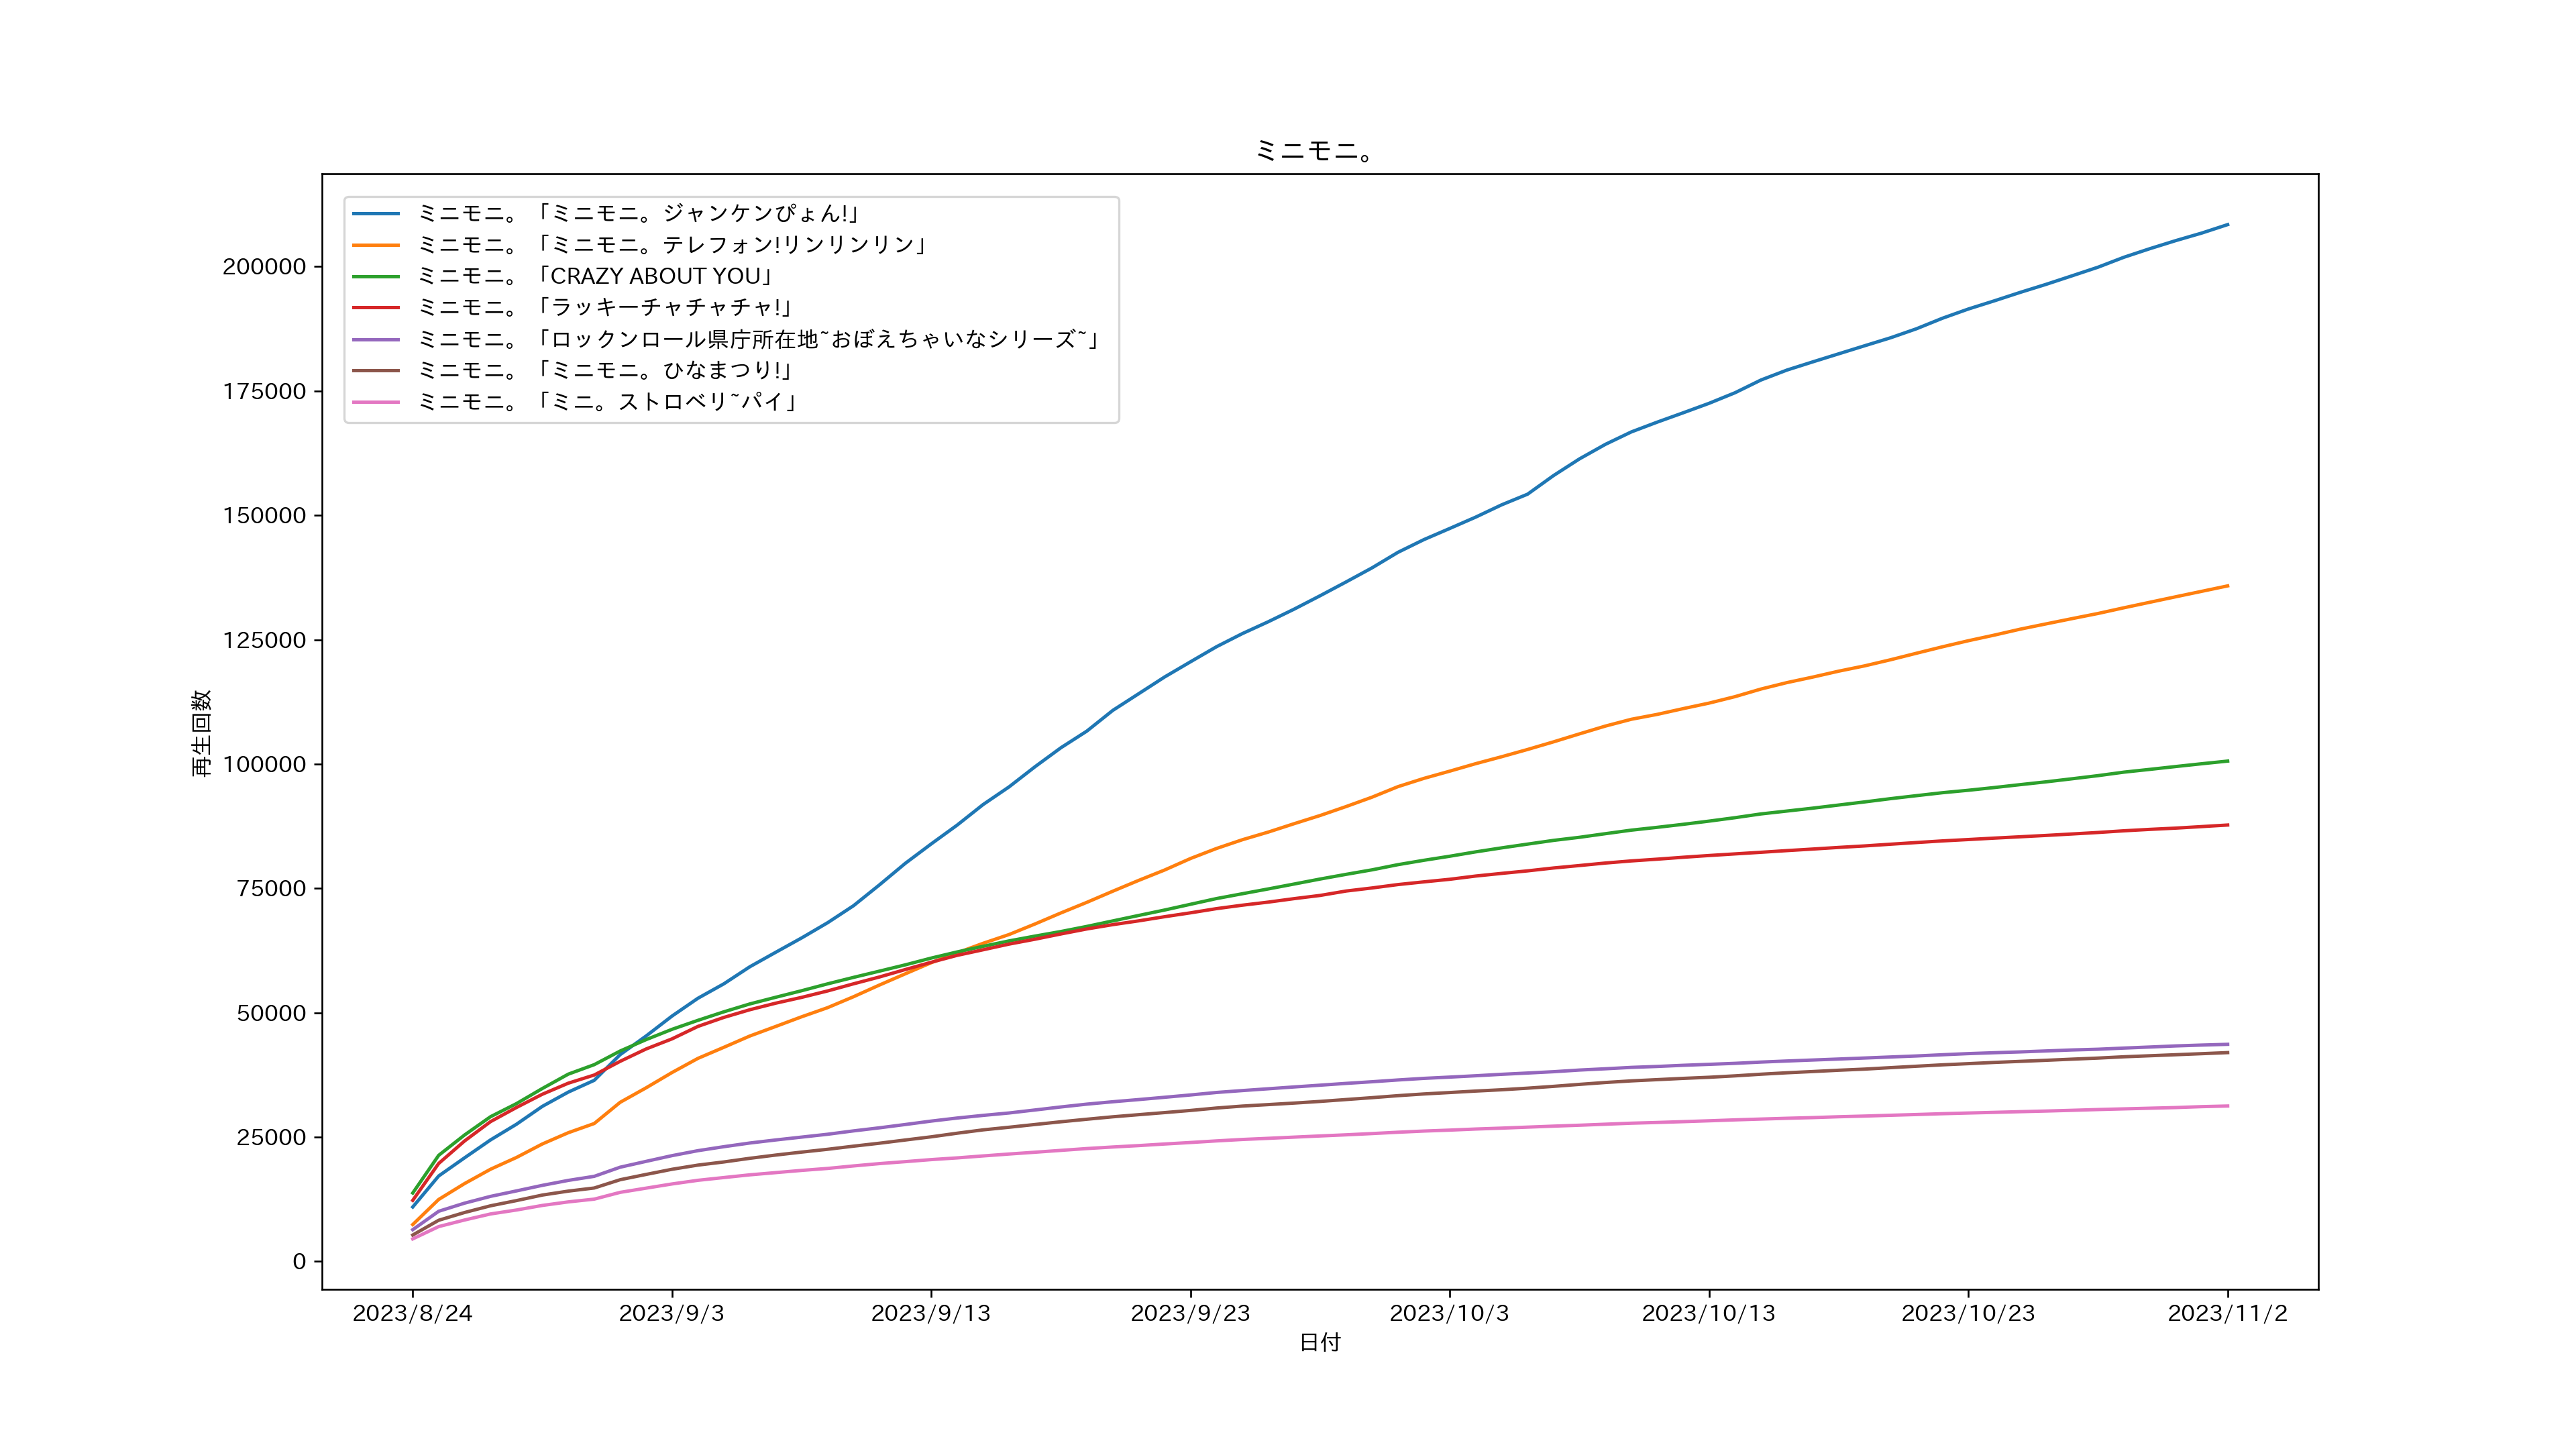 ミニモニ。
ミニモニ。「ミニモニ。ジャンケンぴょん!」
ミニモニ。「ミニモニ。テレフォン!リンリンリン」
ミニモニ。「CRAZY ABOUT YOU」
ミニモニ。「ラッキーチャチャチャ!」
ミニモニ。「ロックンロール県庁所在地~おぼえちゃいなシリーズ~」
ミニモニ。「ミニモニ。ひなまつり!」
ミニモニ。「ミニ。ストロベリ~パイ」
再生回数
200000
175000
150000
125000
100000
75000
50000
25000
0
2023/8/24 2023/9/3 2023/9/13 2023/9/23 2023/10/3 2023/10/13 2023/10/23 2023/11/2
日付